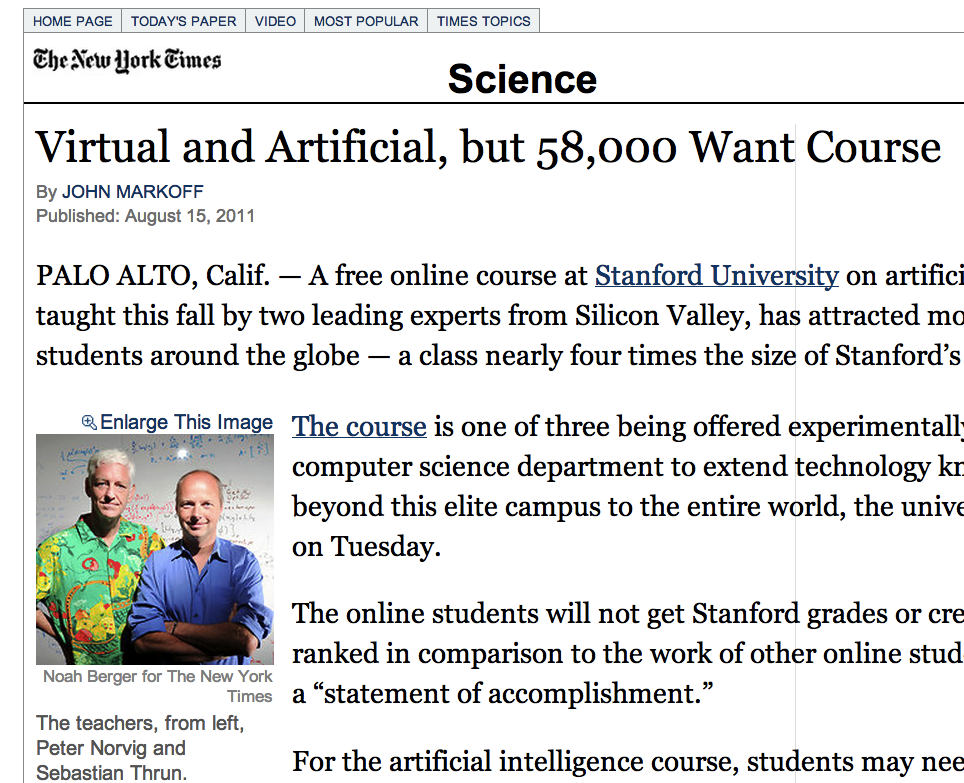 HOME PAGE TODAY'S PAPER VIDEO MOST POPULAR TIMES TOPICS
The New York Times
Science
Virtual and Artificial, but 58,000 Want Course
By JOHN MARKOFF
Published: August 15, 2011
PALO ALTO, Calif. — A free online course at Stanford University on
taught this fall by two leading experts from Silicon Valley, has attracted
students around the globe — a class nearly four times the size of Stanford’s
Enlarge This Image
Noah Berger for The New York
Times
The teachers, from left,
Peter Norvig and
Sebastian Thrun.
The course is one of three being offered experimentally
computer science department to extend technology
beyond this elite campus to the entire world, the
on Tuesday.
The online students will not get Stanford grades or
ranked in comparison to the work of other online
a “statement of accomplishment.”
For the artificial intelligence course, students may